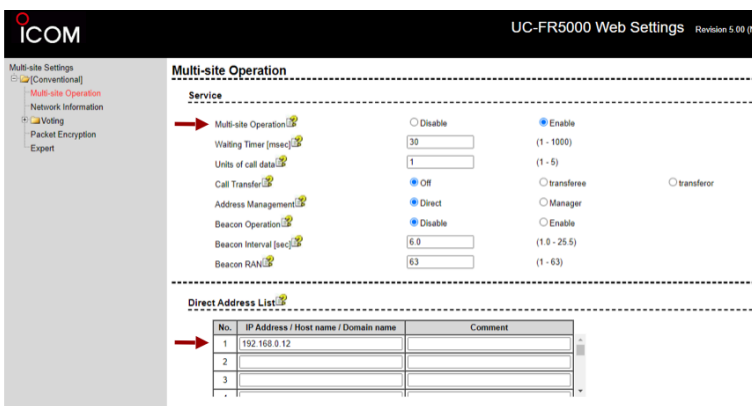 ICOM
UC-FR5000 Web Settings Revision 5.00
Multi-site Settings
[Conventional]
Multi-site Operation
Network Information
Voting
Packet Encryption
Expert
Multi-site Operation
Service
Multi-site Operation Disable Enable
Waiting Timer [msec] 30 (1 - 1000)
Units of call data 1 (1 - 5)
Call Transfer Off transferee transferor
Address Management Direct Manager
Beacon Operation Disable Enable
Beacon Interval [sec] 6.0 (1.0 - 25.5)
Beacon RAN 63 (1 - 63)
Direct Address List
No. IP Address / Host name / Domain name Comment
1 192.168.0.12
2
3